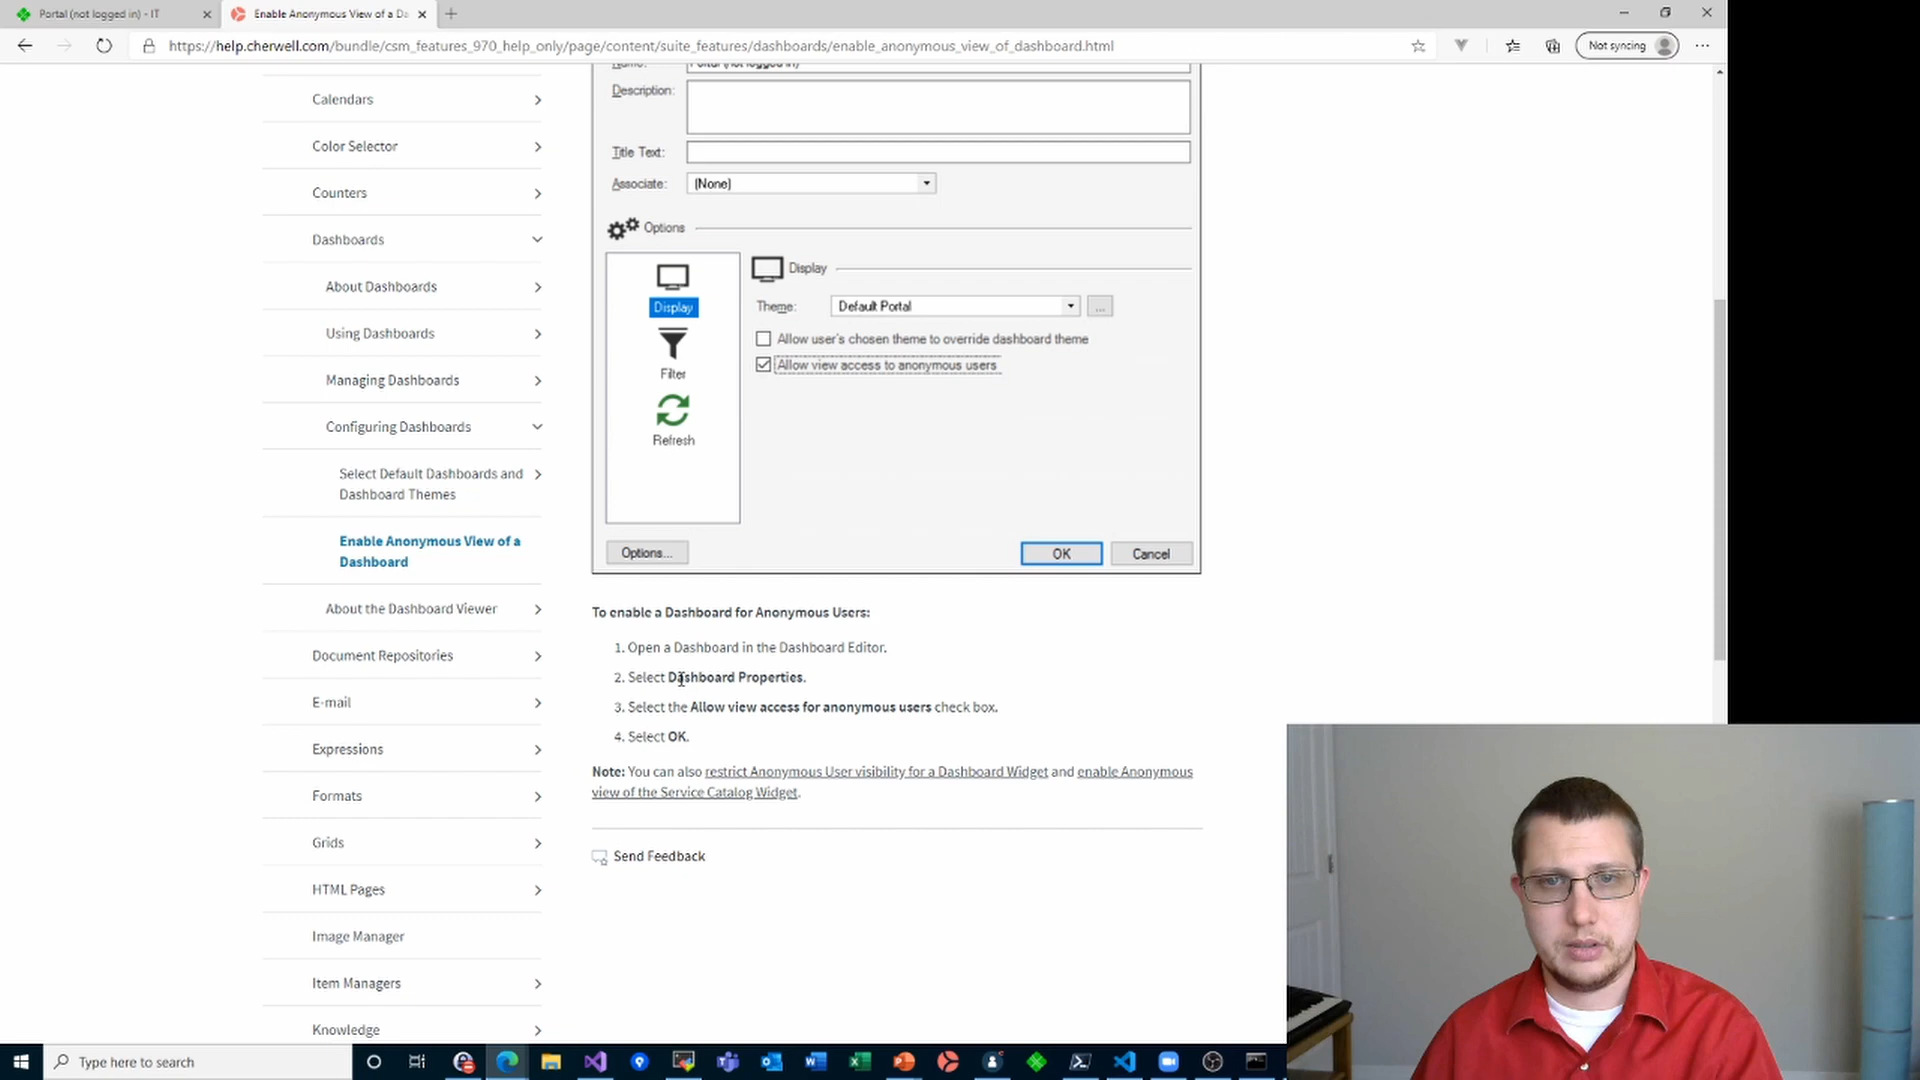 Portal (not logged in) - IT
Enable Anonymous View of a Da
https://help.cherwell.com/bundle/csm_features_970_help_only/page/content/suite_features/dashboards/enable_anonymous_view_of_dashboard.html
Not syncing
Calendars
Color Selector
Counters
Dashboards
About Dashboards
Using Dashboards
Managing Dashboards
Configuring Dashboards
Select Default Dashboards and
Dashboard Themes
Enable Anonymous View of a
Dashboard
About the Dashboard Viewer
Document Repositories
E-mail
Expressions
Formats
Grids
HTML Pages
Image Manager
Item Managers
Knowledge
Name: Portal (not logged in)
Description:
Title Text:
Associate: (None)
Options
Display
Filter
Refresh
Display
Theme: Default Portal ...
Allow user's chosen theme to override dashboard theme
Allow view access to anonymous users
Options... OK Cancel
To enable a Dashboard for Anonymous Users:
1. Open a Dashboard in the Dashboard Editor.
2. Select Dashboard Properties.
3. Select the Allow view access for anonymous users check box.
4. Select OK.
Note: You can also restrict Anonymous User visibility for a Dashboard Widget and enable Anonymous
view of the Service Catalog Widget.
Send Feedback
Type here to search